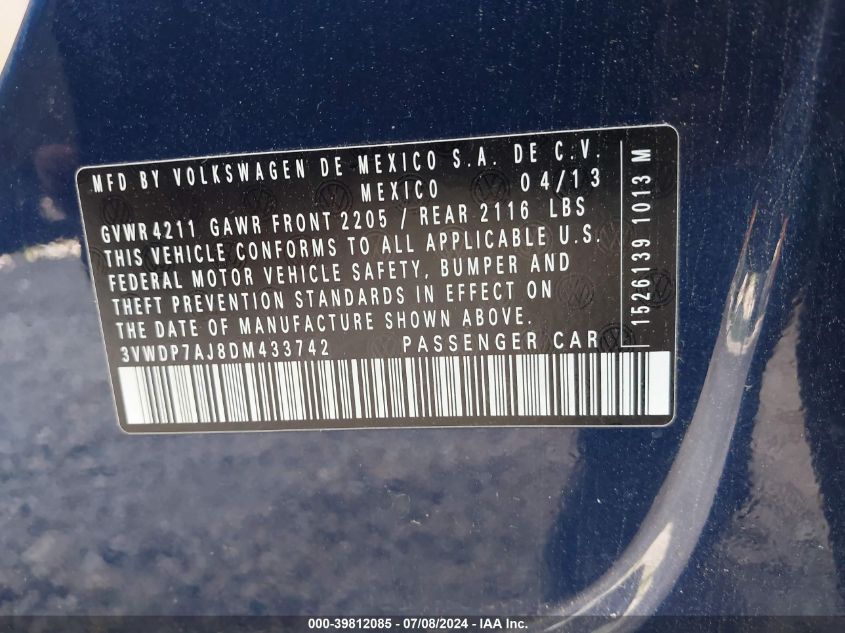 MFD BY VOLKSWAGEN DE MEXICO S.A. DE C.V.
MEXICO 04/13
GVWR4211 GAWR FRONT 2205 / REAR 2116 LBS
THIS VEHICLE CONFORMS TO ALL APPLICABLE U.S.
FEDERAL MOTOR VEHICLE SAFETY, BUMPER AND
THEFT PREVENTION STANDARDS IN EFFECT ON
THE DATE OF MANUFACTURE SHOWN ABOVE.
3VWDP7AJ8DM433742 PASSENGER CAR
1526139 1013 M
000-39812085 - 07/08/2024 - IAA Inc.